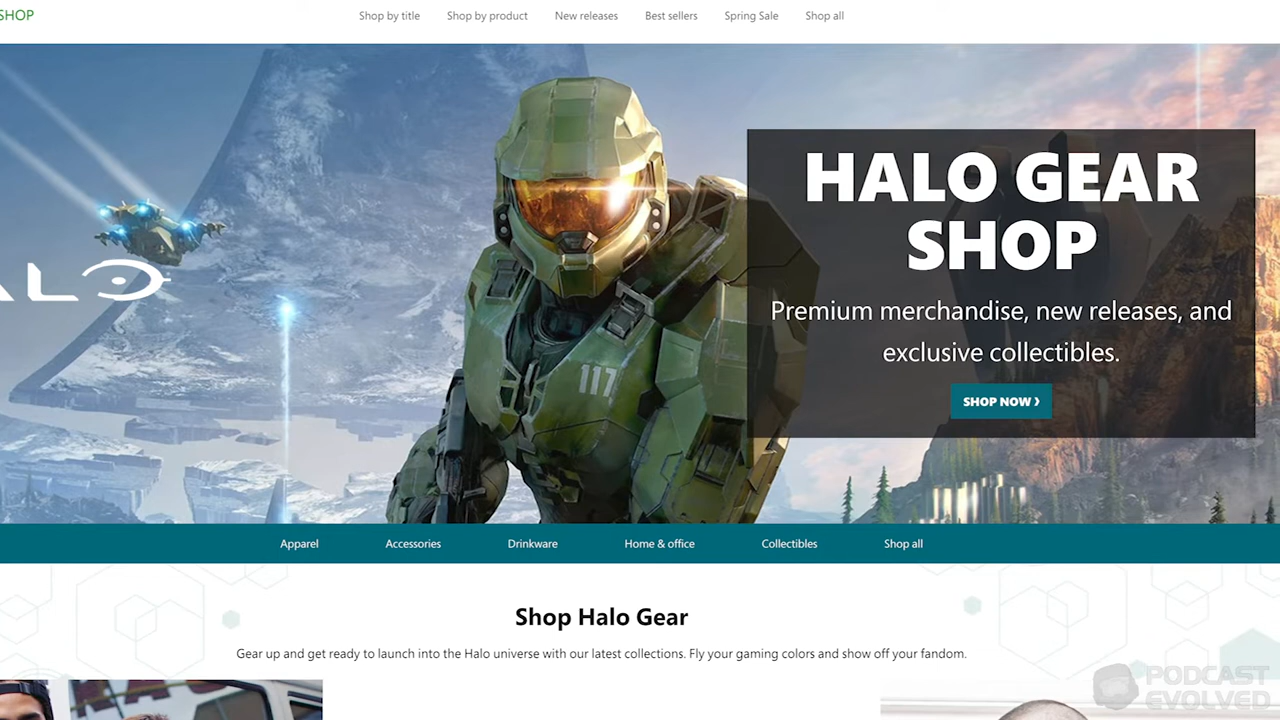 SHOP
Shop by title
Shop by product
New releases
Best sellers
Spring Sale
Shop all
HALO GEAR
SHOP
Premium merchandise, new releases, and
exclusive collectibles.
SHOP NOW ›
ALO
117
Apparel
Accessories
Drinkware
Home & office
Collectibles
Shop all
Shop Halo Gear
Gear up and get ready to launch into the Halo universe with our latest collections. Fly your gaming colors and show off your fandom.
PODCAST
EVOLVED